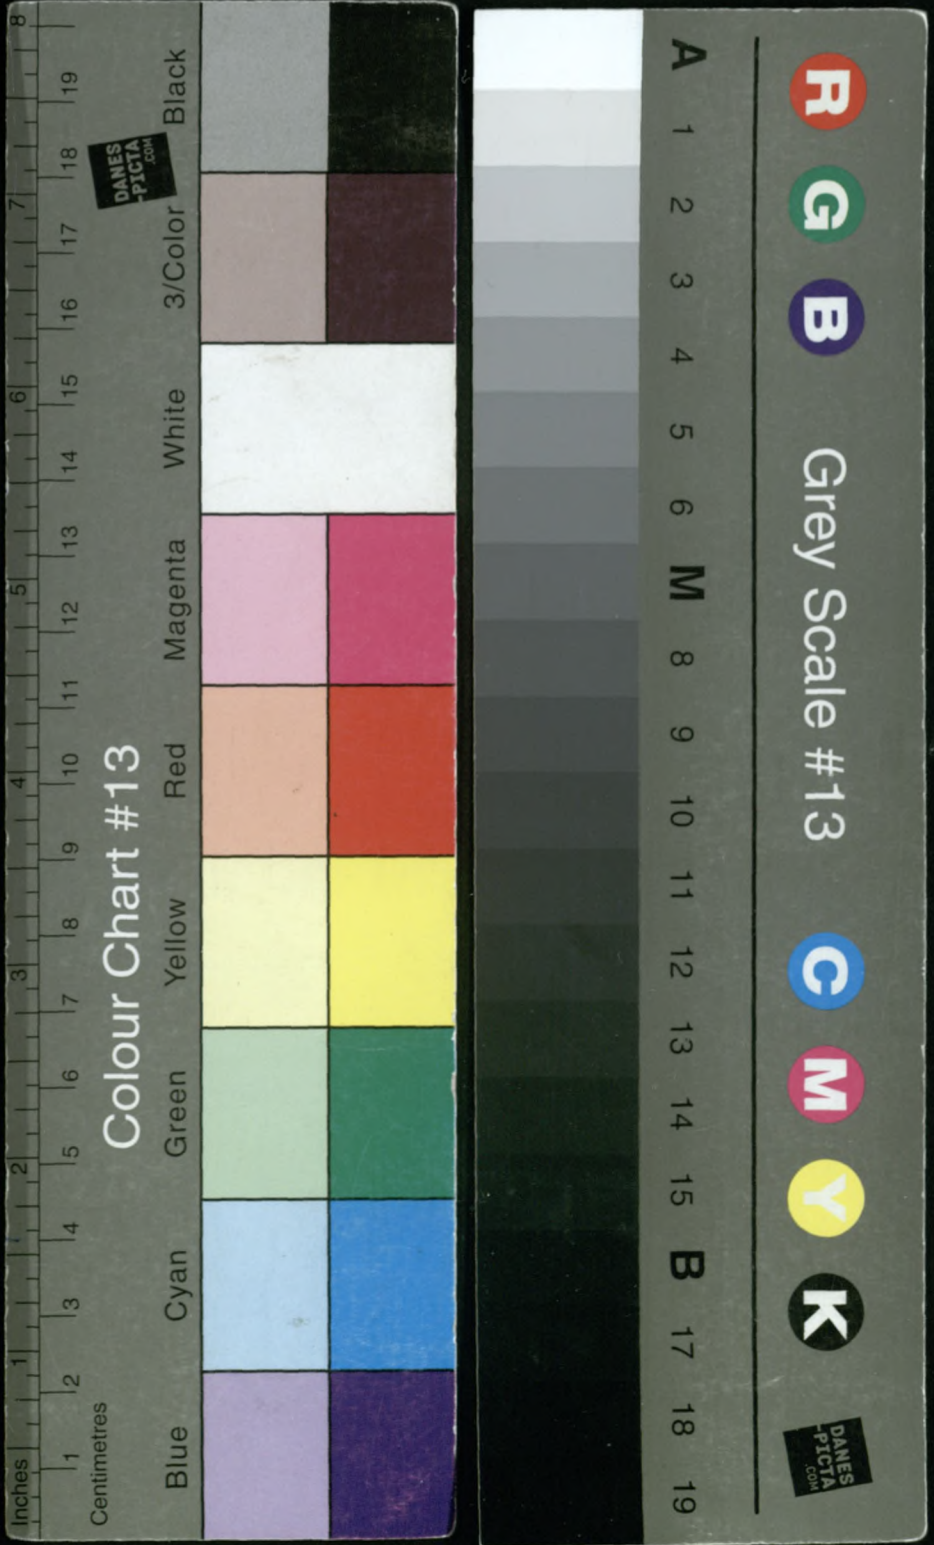 Colour Chart #13
Blue Cyan Green Yellow Red Magenta White 3/Color Black
Centimetres
1 2 3 4 5 6 7 8 9 10 11 12 13 14 15 16 17 18 19
Inches 1 2 3 4 5 6 7 8
DANES
-PICTA
.COM
R G B Grey Scale #13 C M Y K
DANES
-PICTA
.COM
A 1 2 3 4 5 6 M 8 9 10 11 12 13 14 15 B 17 18 19